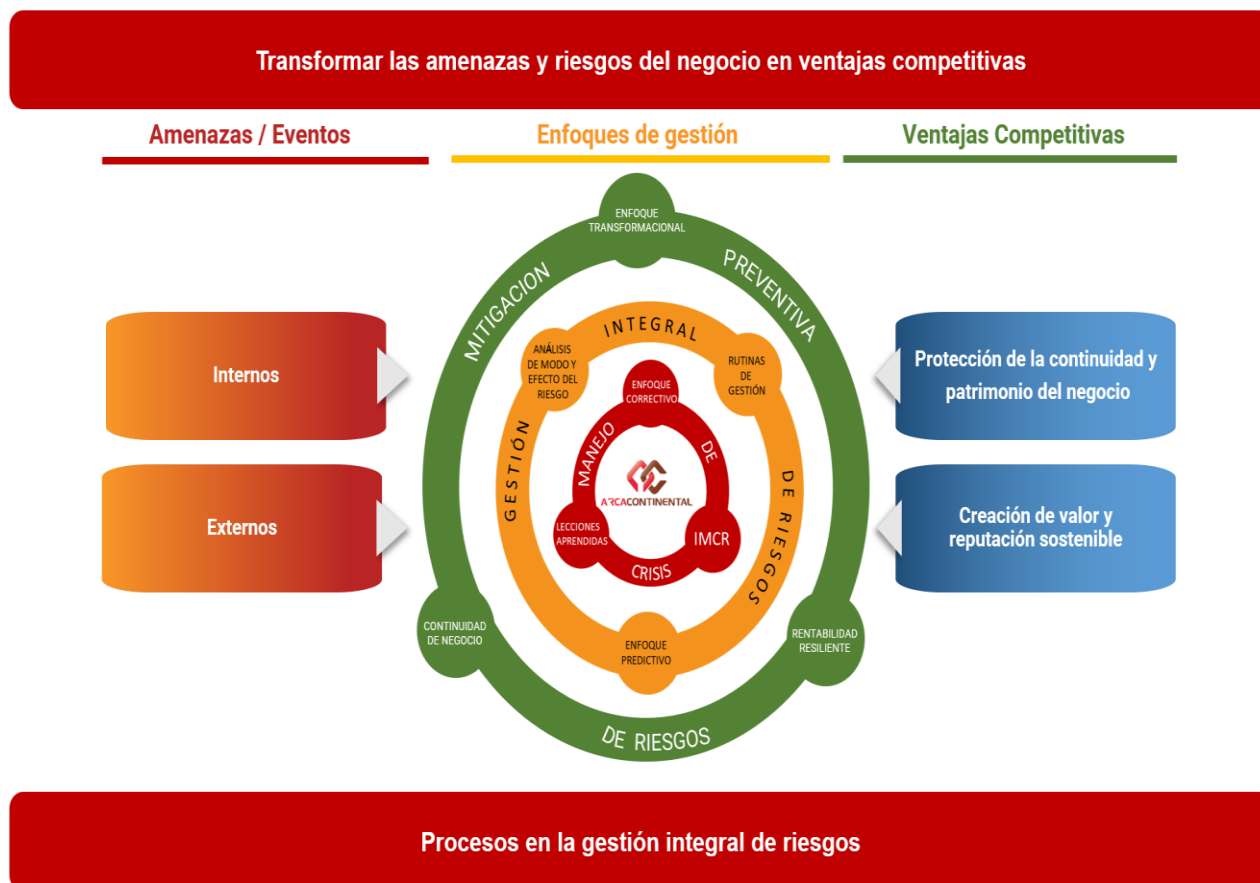 Transformar las amenazas y riesgos del negocio en ventajas competitivas
Amenazas / Eventos
Enfoques de gestión
Ventajas Competitivas
Internos
Externos
ENFOQUE
TRANSFORMACIONAL
MITIGACION
PREVENTIVA
DE RIESGOS
CONTINUIDAD
DE NEGOCIO
RENTABILIDAD
RESILIENTE
GESTIÓN
INTEGRAL
DE RIESGOS
ANÁLISIS
DE MODO Y
EFECTO DEL
RIESGO
RUTINAS
DE
GESTIÓN
ENFOQUE
PREDICTIVO
ENFOQUE
CORRECTIVO
MANEJO
DE
CRISIS
LECCIONES
APRENDIDAS
IMCR
ARCACONTINENTAL
Protección de la continuidad y
patrimonio del negocio
Creación de valor y
reputación sostenible
Procesos en la gestión integral de riesgos